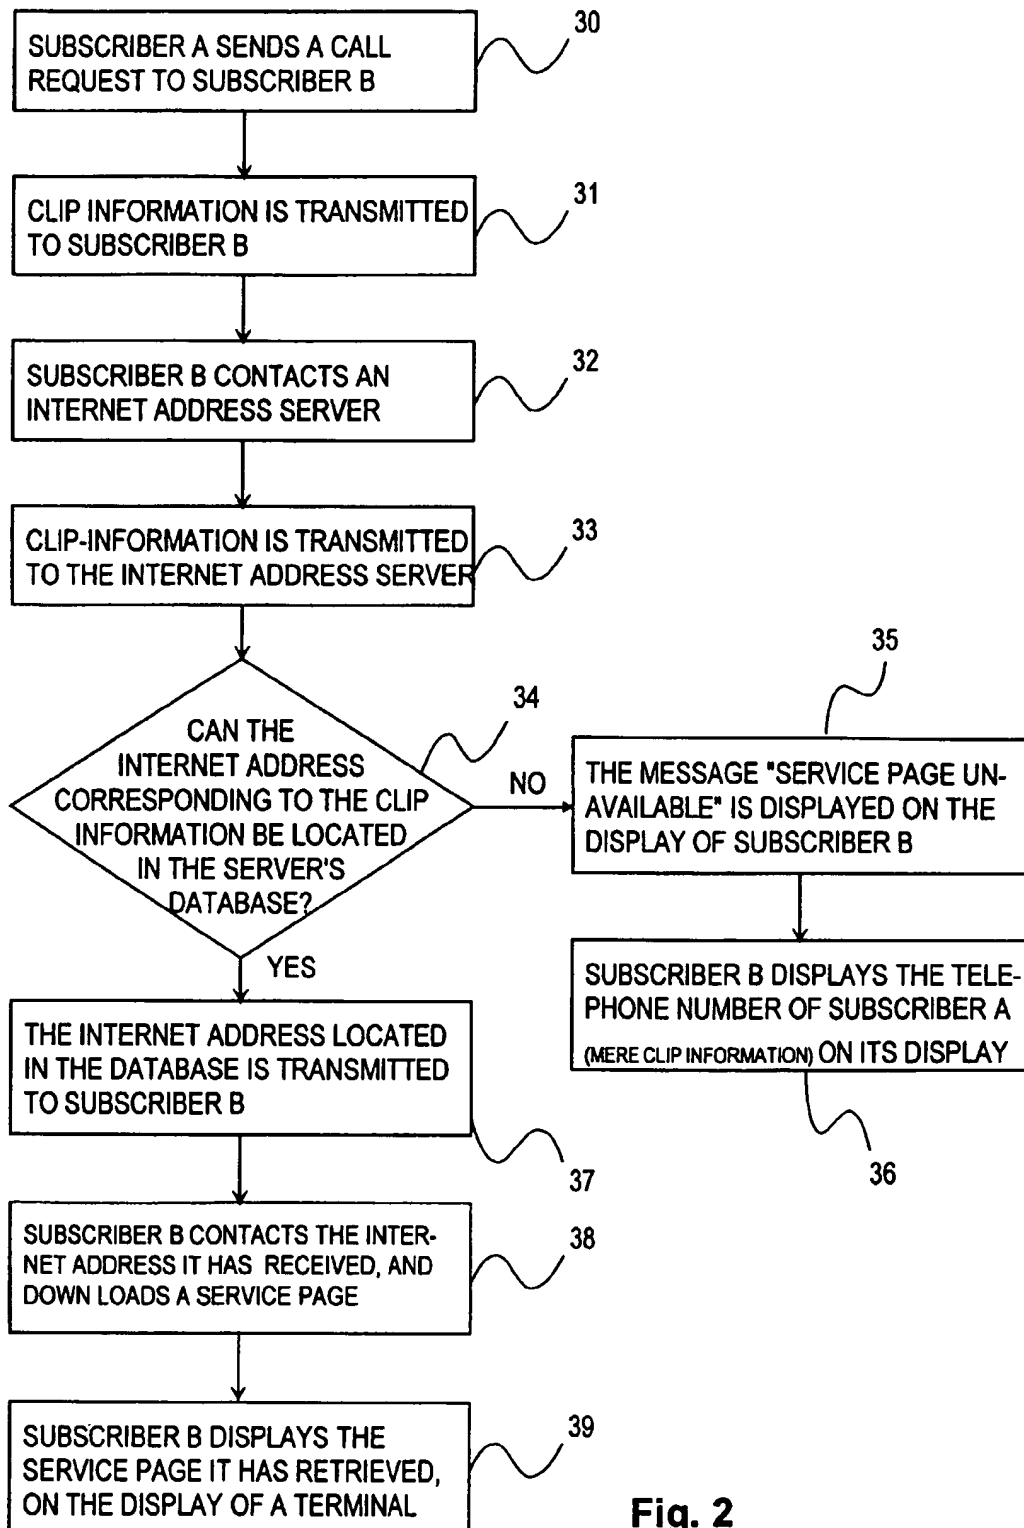 30
SUBSCRIBER A SENDS A CALL
REQUEST TO SUBSCRIBER B
31
CLIP INFORMATION IS TRANSMITTED
TO SUBSCRIBER B
32
SUBSCRIBER B CONTACTS AN
INTERNET ADDRESS SERVER
33
CLIP-INFORMATION IS TRANSMITTED
TO THE INTERNET ADDRESS SERVER
34
CAN THE
INTERNET ADDRESS
CORRESPONDING TO THE CLIP
INFORMATION BE LOCATED
IN THE SERVER'S
DATABASE?
NO
35
THE MESSAGE "SERVICE PAGE UN-
AVAILABLE" IS DISPLAYED ON THE
DISPLAY OF SUBSCRIBER B
SUBSCRIBER B DISPLAYS THE TELE-
PHONE NUMBER OF SUBSCRIBER A
(MERE CLIP INFORMATION) ON ITS DISPLAY
36
YES
THE INTERNET ADDRESS LOCATED
IN THE DATABASE IS TRANSMITTED
TO SUBSCRIBER B
37
SUBSCRIBER B CONTACTS THE INTER-
NET ADDRESS IT HAS RECEIVED, AND
DOWN LOADS A SERVICE PAGE
38
SUBSCRIBER B DISPLAYS THE
SERVICE PAGE IT HAS RETRIEVED,
ON THE DISPLAY OF A TERMINAL
39
Fig. 2